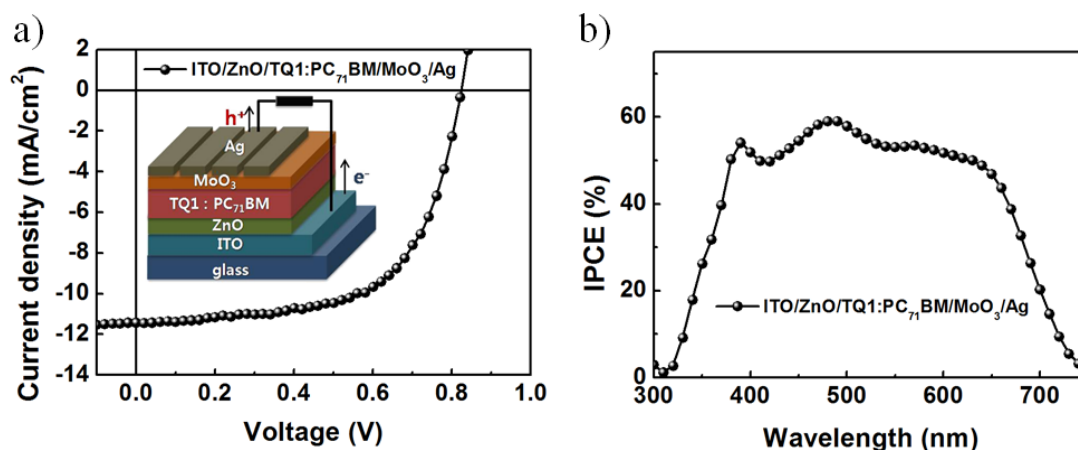 a)
Current density (mA/cm²)
2
0
-2
-4
-6
-8
-10
-12
-14
ITO/ZnO/TQ1:PC₇₁BM/MoO₃/Ag
h⁺
Ag
e⁻
MoO₃
TQ1 : PC₇₁BM
ZnO
ITO
glass
0.0 0.2 0.4 0.6 0.8 1.0
Voltage (V)
b)
IPCE (%)
60
40
20
0
ITO/ZnO/TQ1:PC₇₁BM/MoO₃/Ag
300 400 500 600 700
Wavelength (nm)